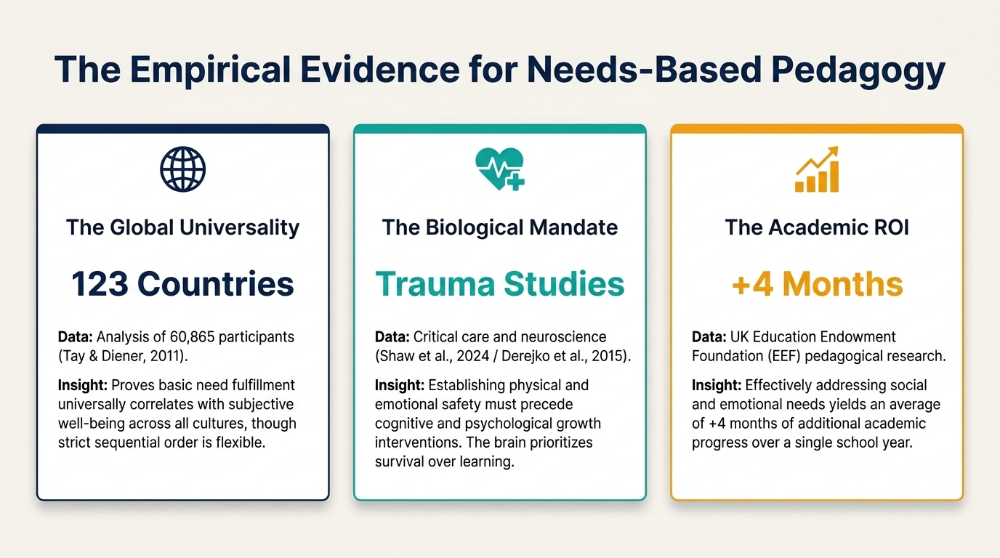 The Empirical Evidence for Needs-Based Pedagogy
The Global Universality
123 Countries
Data: Analysis of 60,865 participants
(Tay & Diener, 2011).
Insight: Proves basic need fulfillment
universally correlates with subjective
well-being across all cultures, though
strict sequential order is flexible.
The Biological Mandate
Trauma Studies
Data: Critical care and neuroscience
(Shaw et al., 2024 / Derejko et al., 2015).
Insight: Establishing physical and
emotional safety must precede
cognitive and psychological growth
interventions. The brain prioritizes
survival over learning.
The Academic ROI
+4 Months
Data: UK Education Endowment
Foundation (EEF) pedagogical research.
Insight: Effectively addressing social
and emotional needs yields an average
of +4 months of additional academic
progress over a single school year.